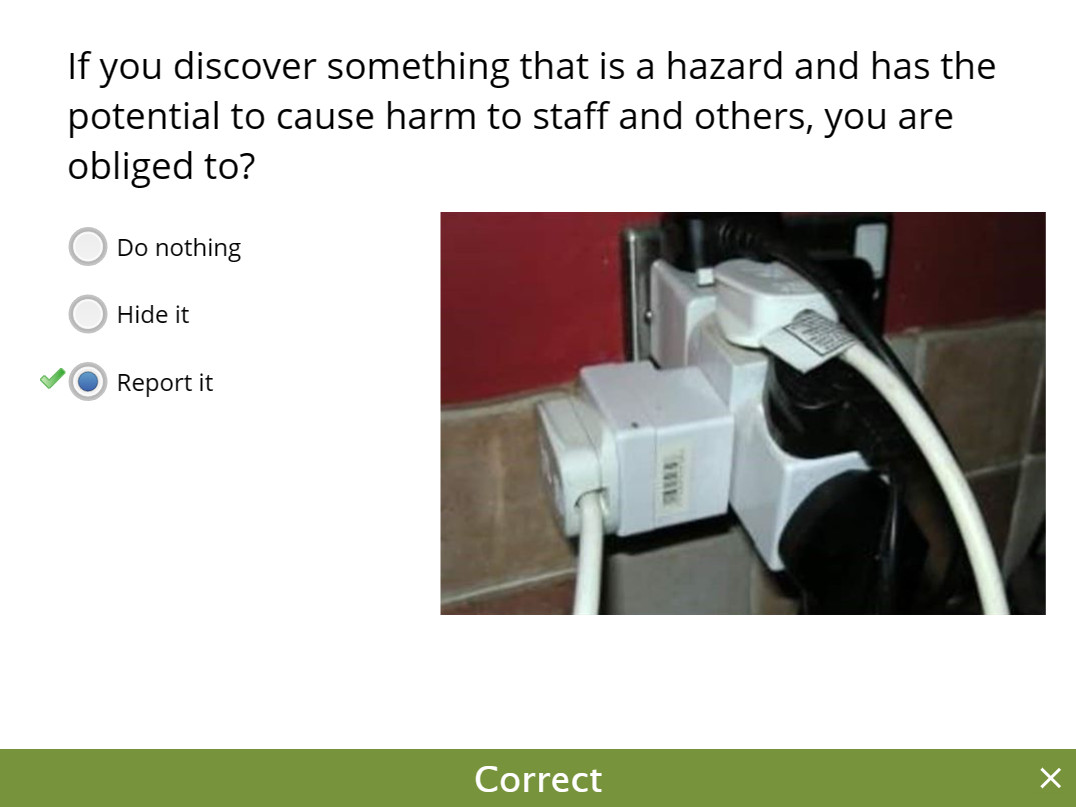 If you discover something that is a hazard and has the
potential to cause harm to staff and others, you are
obliged to?
Do nothing
Hide it
Report it
Correct